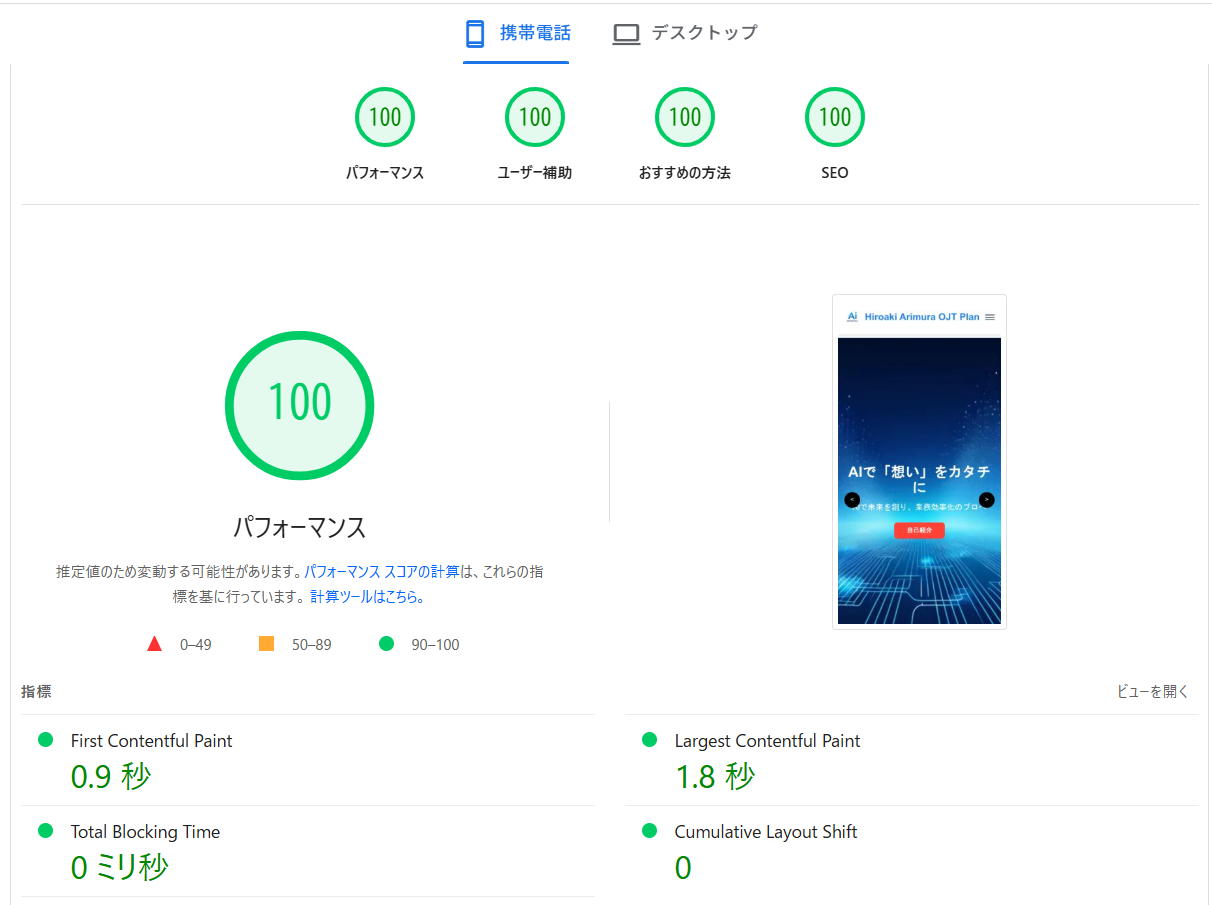 携帯電話
デスクトップ
100
100
100
100
パフォーマンス
ユーザー補助
おすすめの方法
SEO
100
パフォーマンス
推定値のため変動する可能性があります。パフォーマンス スコアの計算は、これらの指
標を基に行っています。計算ツールはこちら。
0–49
50–89
90–100
Ai
Hiroaki Arimura OJT Plan
AIで「想い」をカタチ
に
で未来を創り、業務効率化のプロ
<
>
自己紹介
指標
ビューを開く
First Contentful Paint
0.9 秒
Largest Contentful Paint
1.8 秒
Total Blocking Time
0 ミリ秒
Cumulative Layout Shift
0